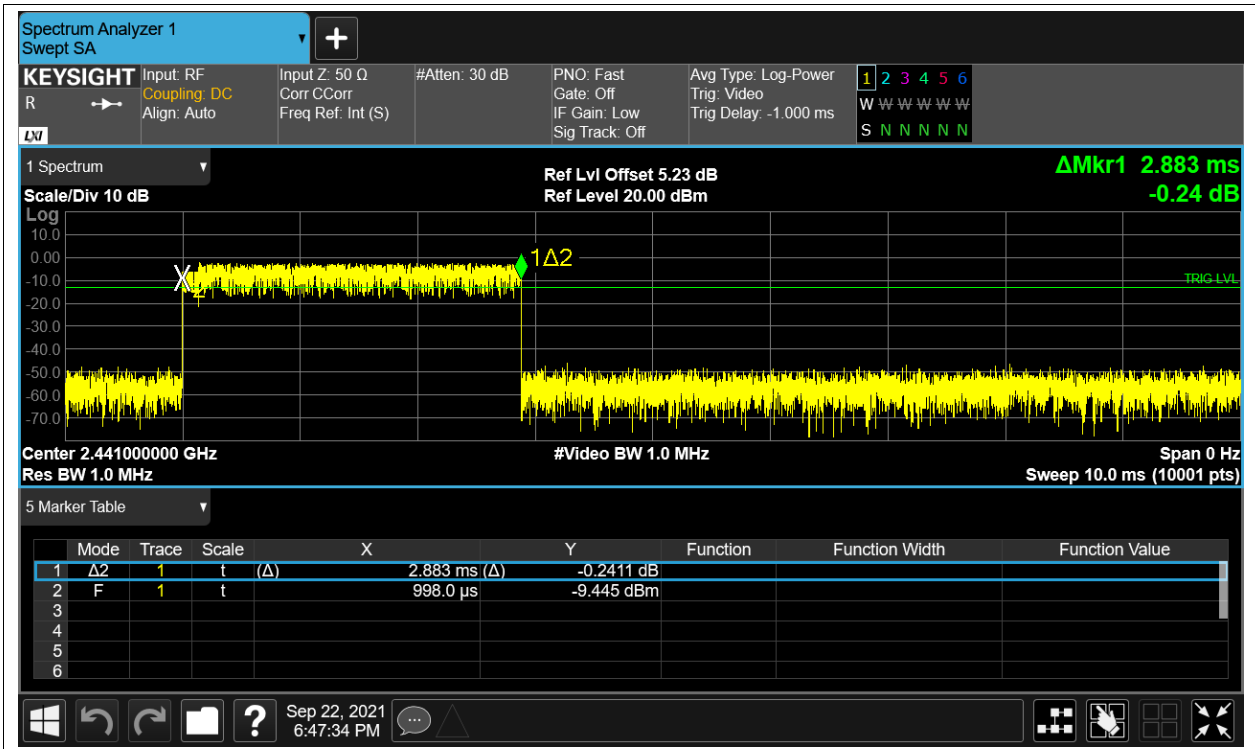 Spectrum Analyzer 1
Swept SA
KEYSIGHT
R
LXI
Input: RF
Coupling: DC
Align: Auto
Input Z: 50 Ω
Corr CCorr
Freq Ref: Int (S)
#Atten: 30 dB
PNO: Fast
Gate: Off
IF Gain: Low
Sig Track: Off
Avg Type: Log-Power
Trig: Video
Trig Delay: -1.000 ms
1 2 3 4 5 6
W W W W W W
S N N N N N
1 Spectrum
Scale/Div 10 dB
Ref Lvl Offset 5.23 dB
Ref Level 20.00 dBm
ΔMkr1 2.883 ms
-0.24 dB
Log
10.0
0.00
-10.0
-20.0
-30.0
-40.0
-50.0
-60.0
-70.0
X
2
1Δ2
TRIG LVL
Center 2.441000000 GHz
#Video BW 1.0 MHz
Span 0 Hz
Res BW 1.0 MHz
Sweep 10.0 ms (10001 pts)
5 Marker Table
Mode Trace Scale X Y Function Function Width Function Value
1 Δ2 1 t (Δ) 2.883 ms (Δ) -0.2411 dB
2 F 1 t 998.0 µs -9.445 dBm
3
4
5
6
?
Sep 22, 2021
6:47:34 PM